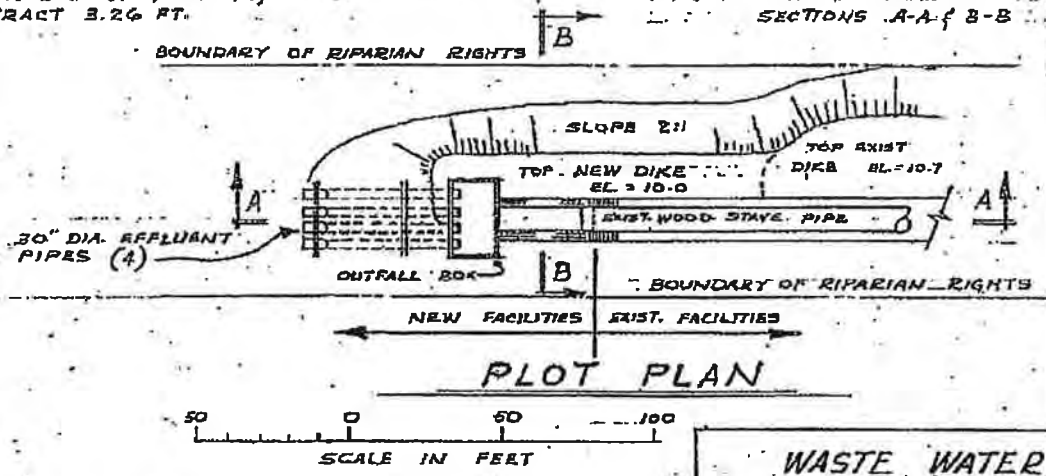 TRACT 3.26 FT.
SECTIONS A-A & B-B
B
BOUNDARY OF RIPARIAN RIGHTS
SLOPE 2:1
TOP EXIST
DIKE EL.=10.7
TOP NEW DIKE
EL = 10.0
A
A
EXIST. WOOD STAVE PIPE
30" DIA. EFFLUENT
PIPES (4)
OUTFALL BOX
B
BOUNDARY OF RIPARIAN RIGHTS
NEW FACILITIES EXIST. FACILITIES
PLOT PLAN
50 0 50 100
SCALE IN FEET
WASTE WATER